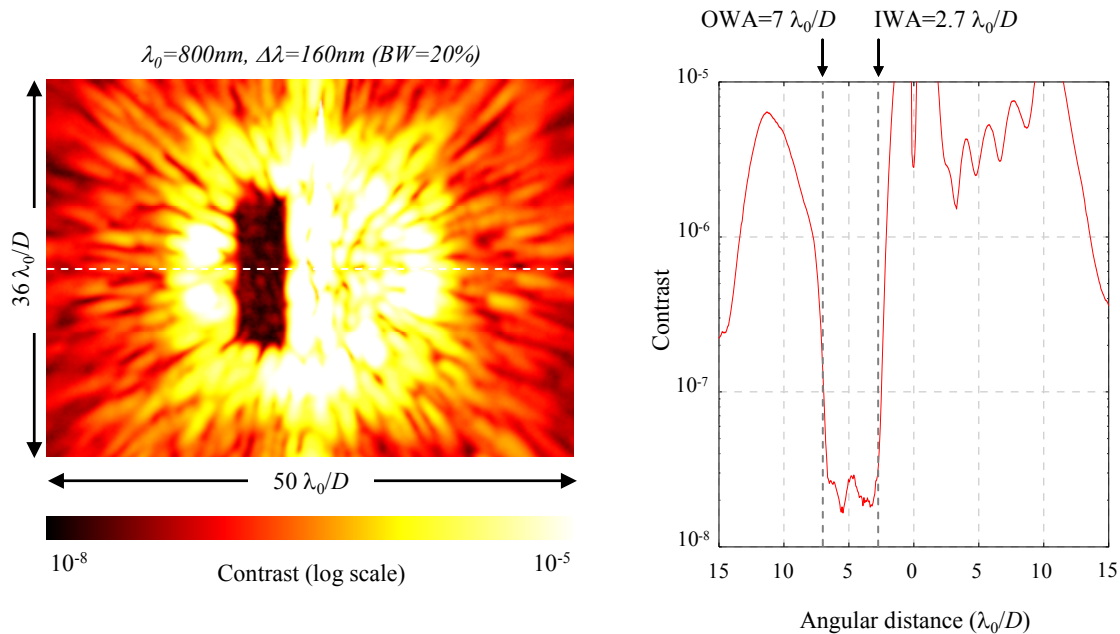 λ₀=800nm, Δλ=160nm (BW=20%)
36 λ₀/D
50 λ₀/D
10⁻⁸
10⁻⁵
Contrast (log scale)
OWA=7 λ₀/D
IWA=2.7 λ₀/D
10⁻⁵
10⁻⁶
10⁻⁷
10⁻⁸
Contrast
15 10 5 0 5 10 15
Angular distance (λ₀/D)